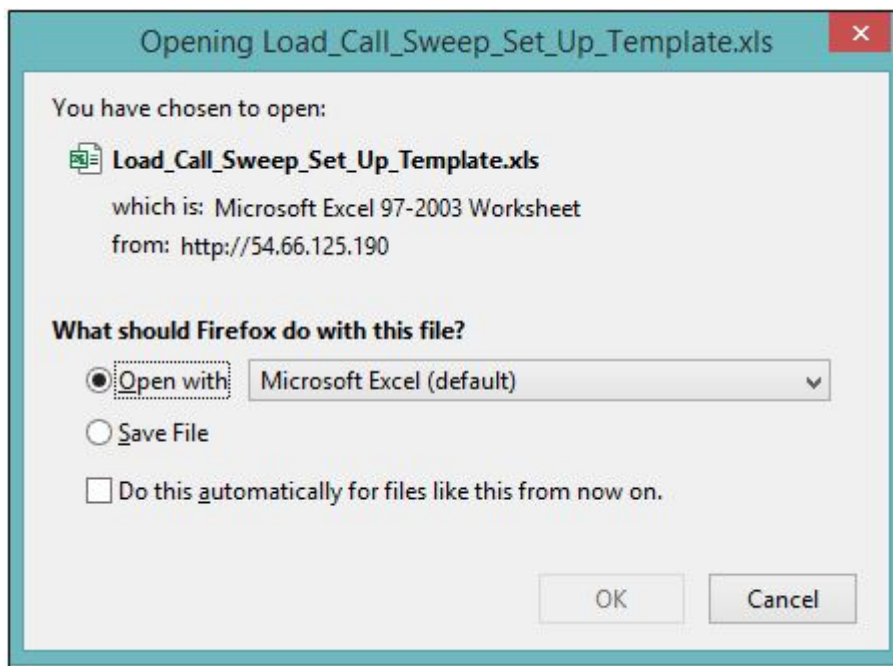 Opening Load_Call_Sweep_Set_Up_Template.xls
You have chosen to open:
Load_Call_Sweep_Set_Up_Template.xls
which is: Microsoft Excel 97-2003 Worksheet
from: http://54.66.125.190
What should Firefox do with this file?
Open with Microsoft Excel (default)
Save File
Do this automatically for files like this from now on.
OK Cancel